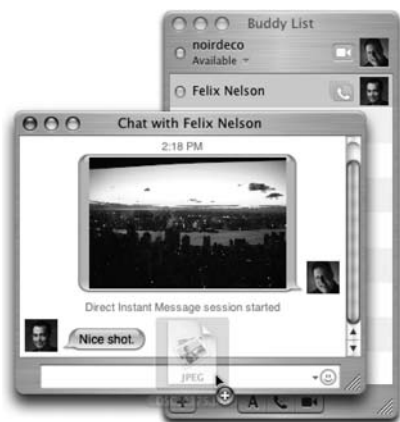 Buddy List
noirdeco
Available
Felix Nelson
Chat with Felix Nelson
2:18 PM
Direct Instant Message session started
Nice shot.
JPEG
A